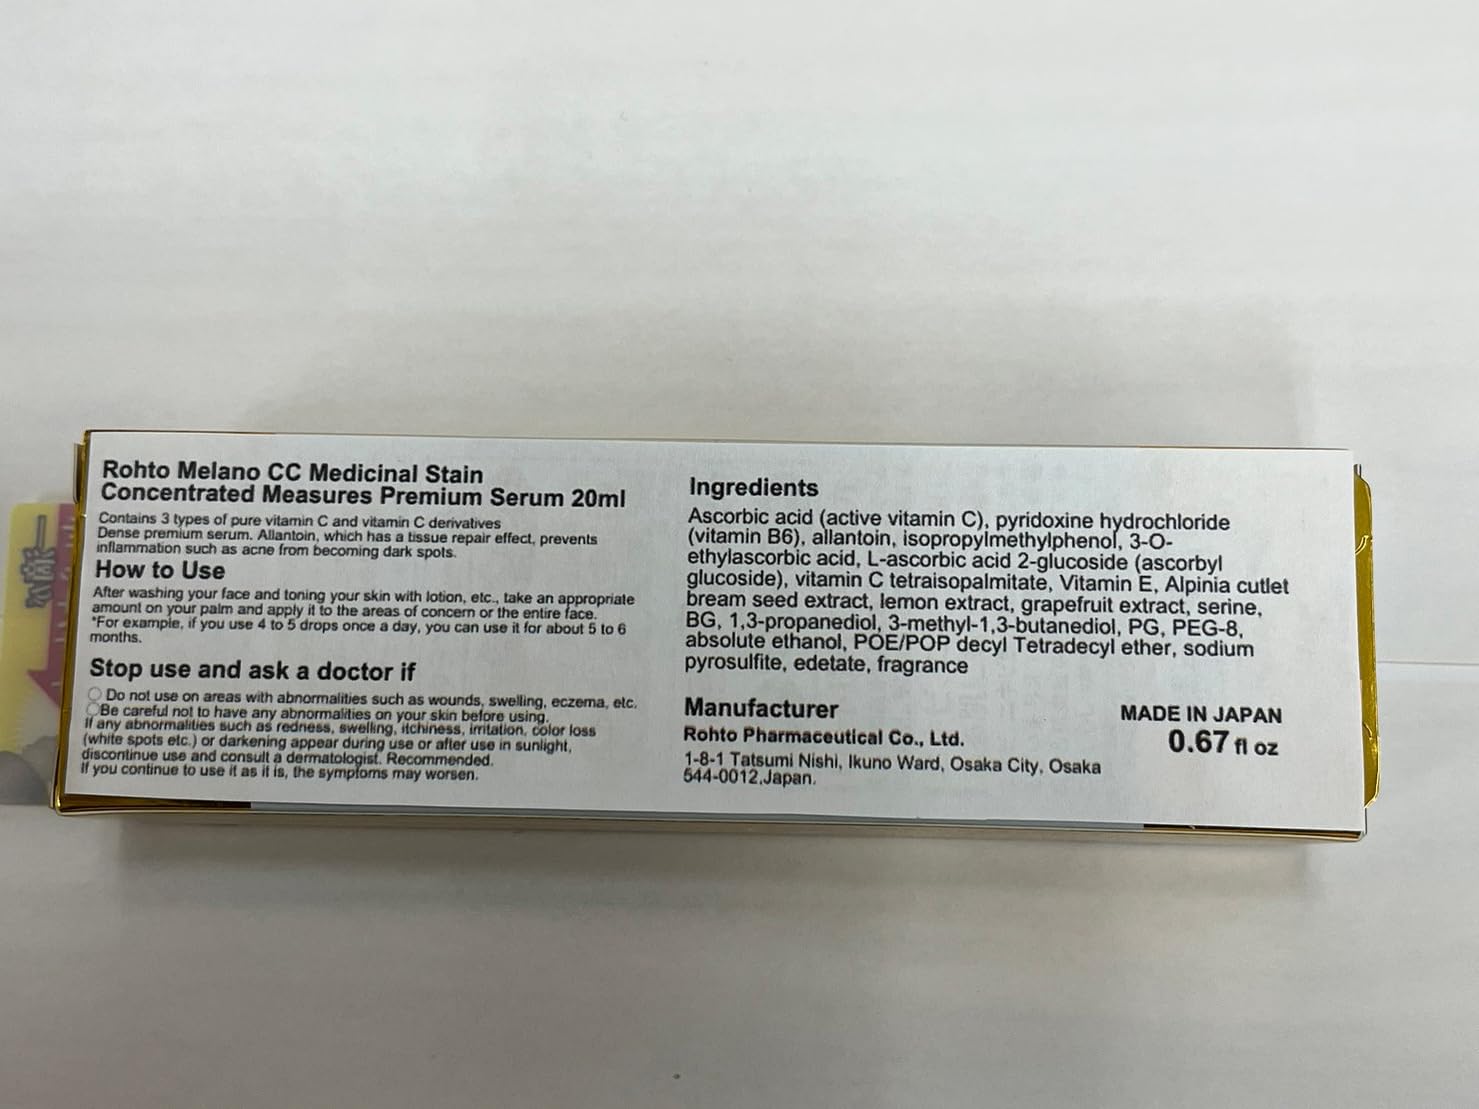 Rohto Melano CC Medicinal Stain
Concentrated Measures Premium Serum 20ml
Contains 3 types of pure vitamin C and vitamin C derivatives
Dense premium serum. Allantoin, which has a tissue repair effect, prevents
inflammation such as acne from becoming dark spots.
How to Use
After washing your face and toning your skin with lotion, etc., take an appropriate
amount on your palm and apply it to the areas of concern or the entire face.
*For example, if you use 4 to 5 drops once a day, you can use it for about 5 to 6
months.
Stop use and ask a doctor if
○ Do not use on areas with abnormalities such as wounds, swelling, eczema, etc.
○Be careful not to have any abnormalities on your skin before using.
If any abnormalities such as redness, swelling, itchiness, irritation, color loss
(white spots etc.) or darkening appear during use or after use in sunlight,
discontinue use and consult a dermatologist. Recommended.
If you continue to use it as it is, the symptoms may worsen.
Ingredients
Ascorbic acid (active vitamin C), pyridoxine hydrochloride
(vitamin B6), allantoin, isopropylmethylphenol, 3-O-
ethylascorbic acid, L-ascorbic acid 2-glucoside (ascorbyl
glucoside), vitamin C tetraisopalmitate, Vitamin E, Alpinia cutlet
bream seed extract, lemon extract, grapefruit extract, serine,
BG, 1,3-propanediol, 3-methyl-1,3-butanediol, PG, PEG-8,
absolute ethanol, POE/POP decyl Tetradecyl ether, sodium
pyrosulfite, edetate, fragrance
Manufacturer
Rohto Pharmaceutical Co., Ltd.
1-8-1 Tatsumi Nishi, Ikuno Ward, Osaka City, Osaka
544-0012,Japan.
MADE IN JAPAN
0.67 fl oz